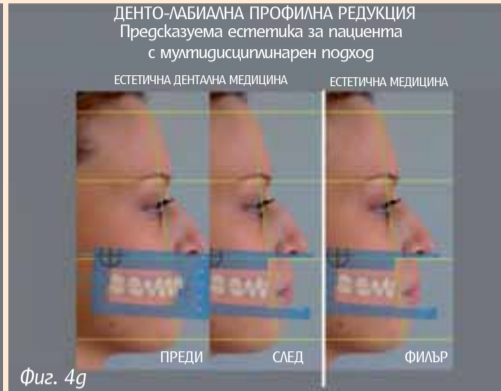 ДЕНТО-ЛАБИАЛНА ПРОФИЛНА РЕДУКЦИЯ
Предсказуема естетика за пациента
с мултидисциплинарен подход
ЕСТЕТИЧНА ДЕНТАЛНА МЕДИЦИНА
ЕСТЕТИЧНА МЕДИЦИНА
ПРЕДИ
СЛЕД
ФИЛЪР
Фиг. 4д